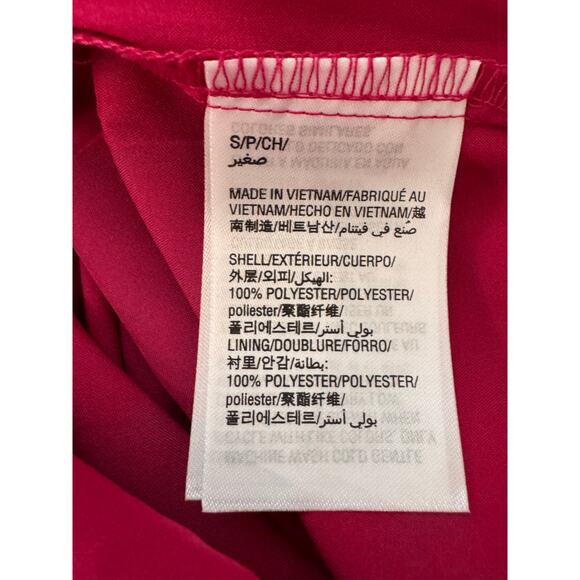 S/P/CH/
صغير
MADE IN VIETNAM/FABRIQUÉ AU
VIETNAM/HECHO EN VIETNAM/越
南制造/베트남산/صُنع في فيتنام
SHELL/EXTÉRIEUR/CUERPO/
外层/외피/الهيكل:
100% POLYESTER/POLYESTER/
poliester/聚酯纤维/
폴리에스테르/بولي أستر
LINING/DOUBLURE/FORRO/
衬里/안감/بطانة:
100% POLYESTER/POLYESTER/
poliester/聚酯纤维/
폴리에스테르/بولي أستر